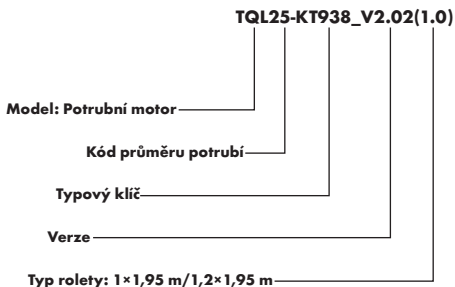 TQL25-KT938_V2.02(1.0)
Model: Potrubní motor
Kód průměru potrubí
Typový klíč
Verze
Typ rolety: 1×1,95 m/1,2×1,95 m